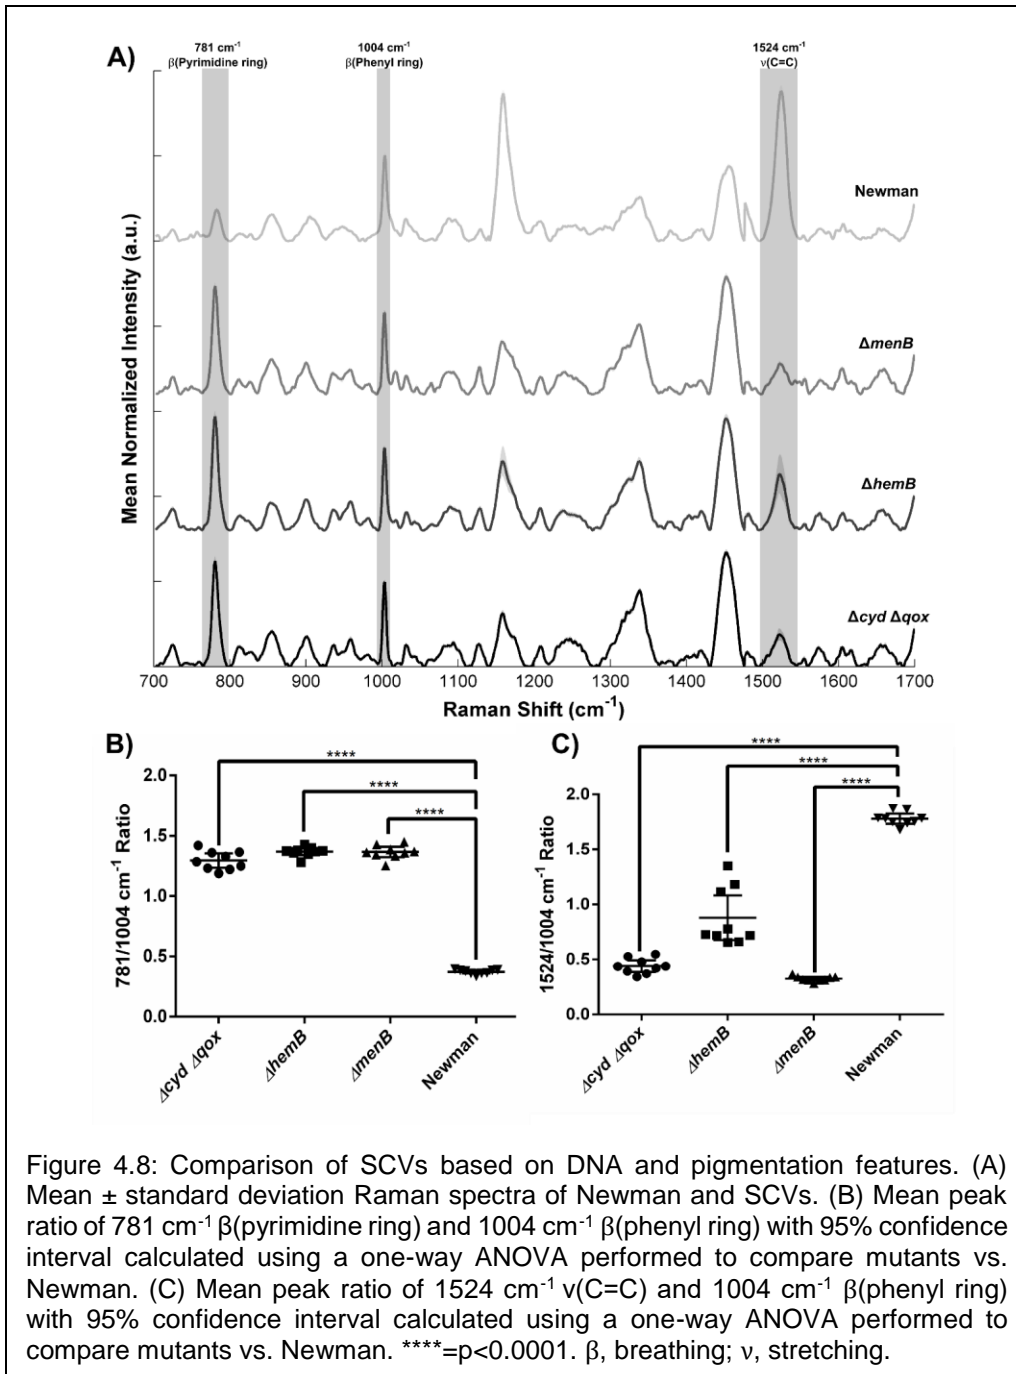 A)
781 cm-1
β(Pyrimidine ring)
1004 cm-1
β(Phenyl ring)
1524 cm-1
ν(C=C)
Mean Normalized Intensity (a.u.)
Newman
ΔmenB
ΔhemB
Δcyd Δqox
700 800 900 1000 1100 1200 1300 1400 1500 1600 1700
Raman Shift (cm-1)
B)
781/1004 cm-1 Ratio
2.0
1.5
1.0
0.5
0.0
****
****
****
Δcyd Δqox
ΔhemB
ΔmenB
Newman
C)
1524/1004 cm-1 Ratio
2.0
1.5
1.0
0.5
0.0
****
****
****
Δcyd Δqox
ΔhemB
ΔmenB
Newman
Figure 4.8: Comparison of SCVs based on DNA and pigmentation features. (A)
Mean ± standard deviation Raman spectra of Newman and SCVs. (B) Mean peak
ratio of 781 cm-1 β(pyrimidine ring) and 1004 cm-1 β(phenyl ring) with 95% confidence
interval calculated using a one-way ANOVA performed to compare mutants vs.
Newman. (C) Mean peak ratio of 1524 cm-1 ν(C=C) and 1004 cm-1 β(phenyl ring)
with 95% confidence interval calculated using a one-way ANOVA performed to
compare mutants vs. Newman. ****=p<0.0001. β, breathing; ν, stretching.